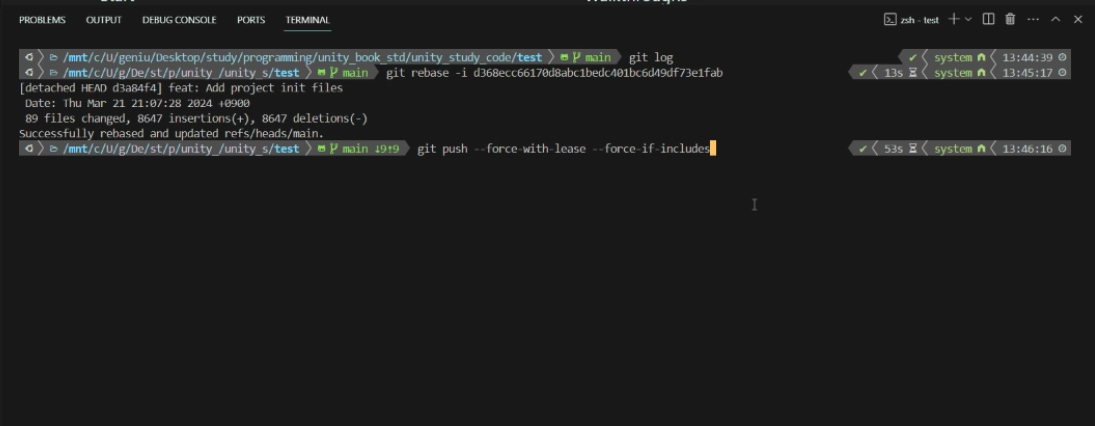 PROBLEMS OUTPUT DEBUG CONSOLE PORTS TERMINAL zsh - test
/mnt/c/U/geniu/Desktop/study/programming/unity_book_std/unity_study_code/test main git log system 13:44:39
/mnt/c/U/g/De/st/p/unity_/unity_s/test main git rebase -i d368ecc66170d8abc1bedc401bc6d49df73e1fab 13s system 13:45:17
[detached HEAD d3a84f4] feat: Add project init files
Date: Thu Mar 21 21:07:28 2024 +0900
89 files changed, 8647 insertions(+), 8647 deletions(-)
Successfully rebased and updated refs/heads/main.
/mnt/c/U/g/De/st/p/unity_/unity_s/test main ↓9↑9 git push --force-with-lease --force-if-includes 53s system 13:46:16